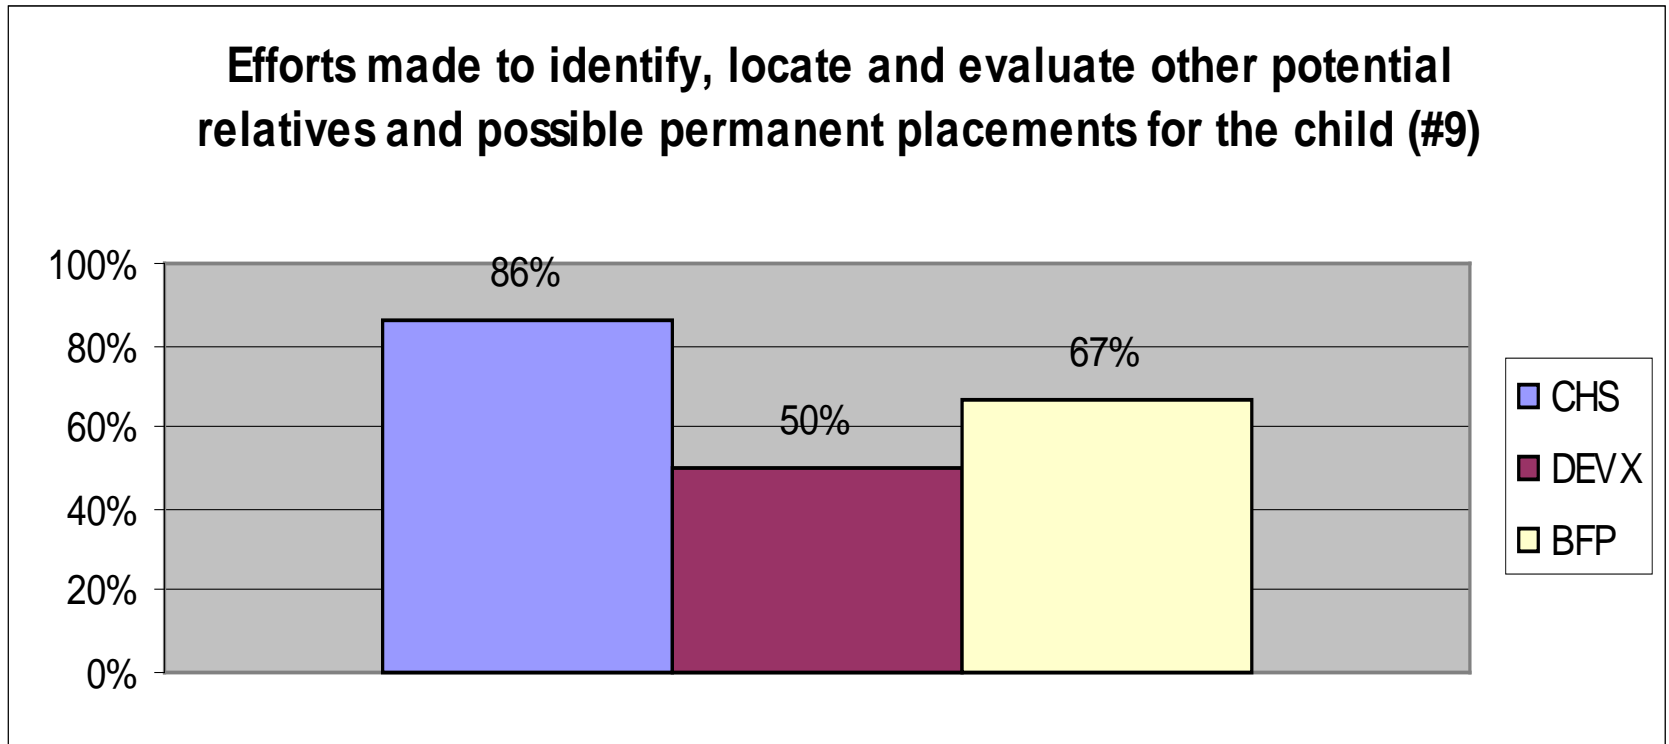 Efforts made to identify, locate and evaluate other potential
relatives and possible permanent placements for the child (#9)
100%
80%
60%
40%
20%
0%
86%
50%
67%
CHS
DEVX
BFP